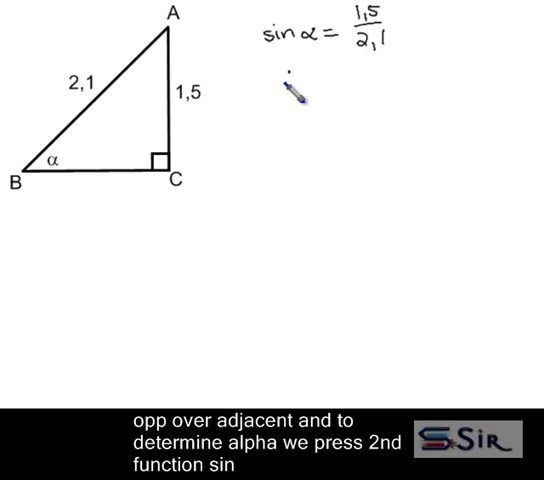 A
sin α = 1,5
2,1
2,1
1,5
α
B
C
opp over adjacent and to
determine alpha we press 2nd
function sin
SSIR